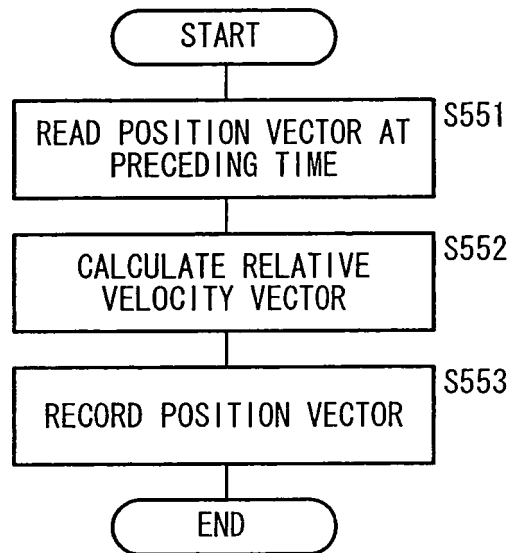 START
S551
READ POSITION VECTOR AT
PRECEDING TIME
S552
CALCULATE RELATIVE
VELOCITY VECTOR
S553
RECORD POSITION VECTOR
END